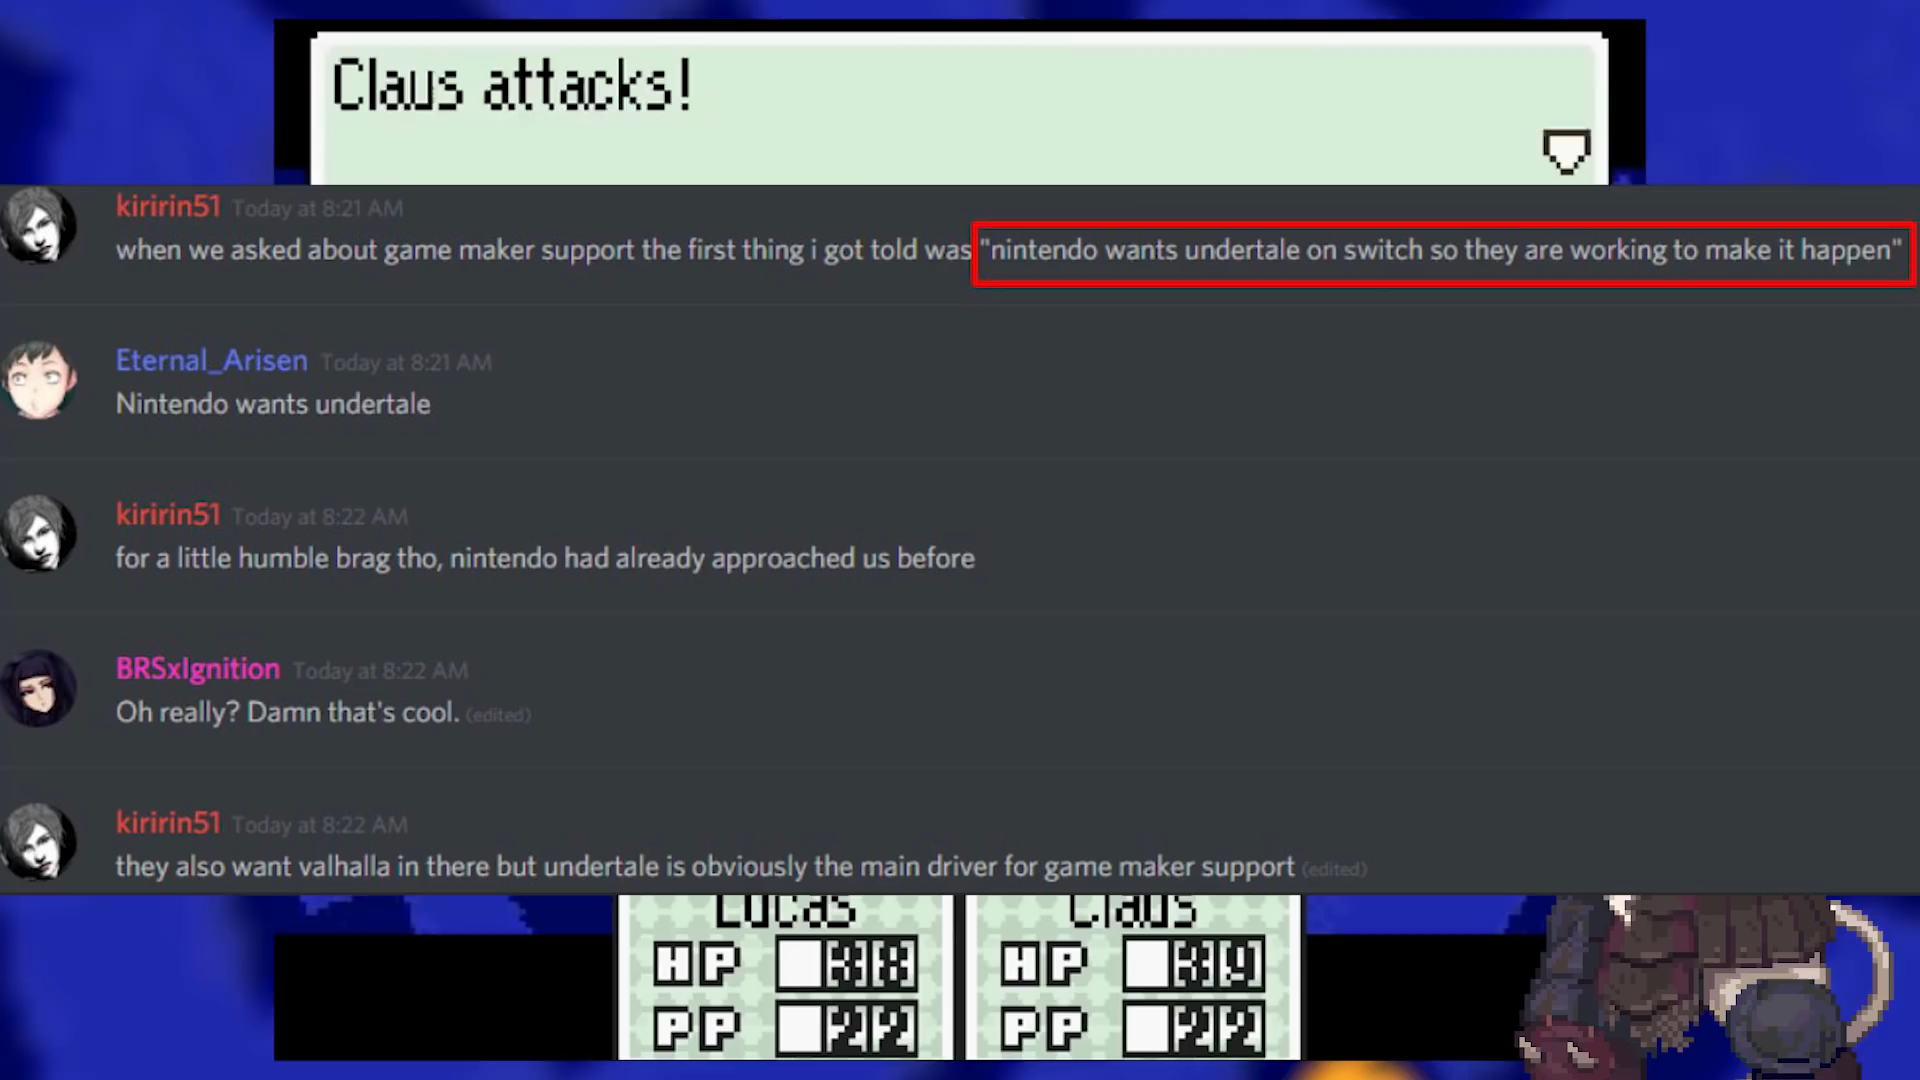 Claus attacks!
kiririn51 Today at 8:21 AM
when we asked about game maker support the first thing i got told was "nintendo wants undertale on switch so they are working to make it happen"
Eternal_Arisen Today at 8:21 AM
Nintendo wants undertale
kiririn51 Today at 8:22 AM
for a little humble brag tho, nintendo had already approached us before
BRSxIgnition Today at 8:22 AM
Oh really? Damn that's cool. (edited)
kiririn51 Today at 8:22 AM
they also want valhalla in there but undertale is obviously the main driver for game maker support (edited)
Lucas Claus
HP 38 HP 39
PP 22 PP 22